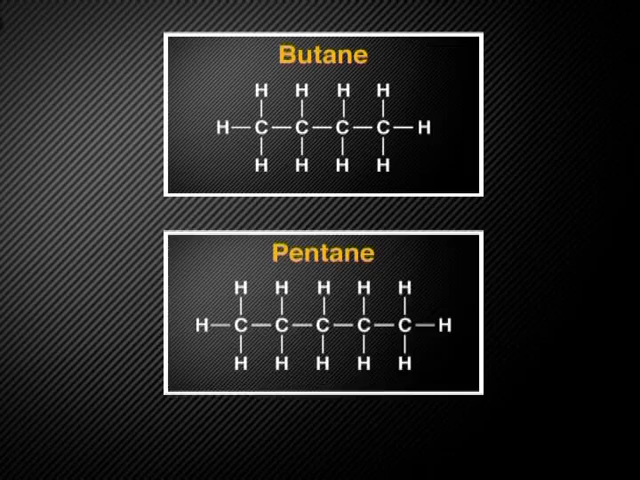 Butane
H H H H
H—C—C—C—C—H
H H H H
Pentane
H H H H H
H—C—C—C—C—C—H
H H H H H